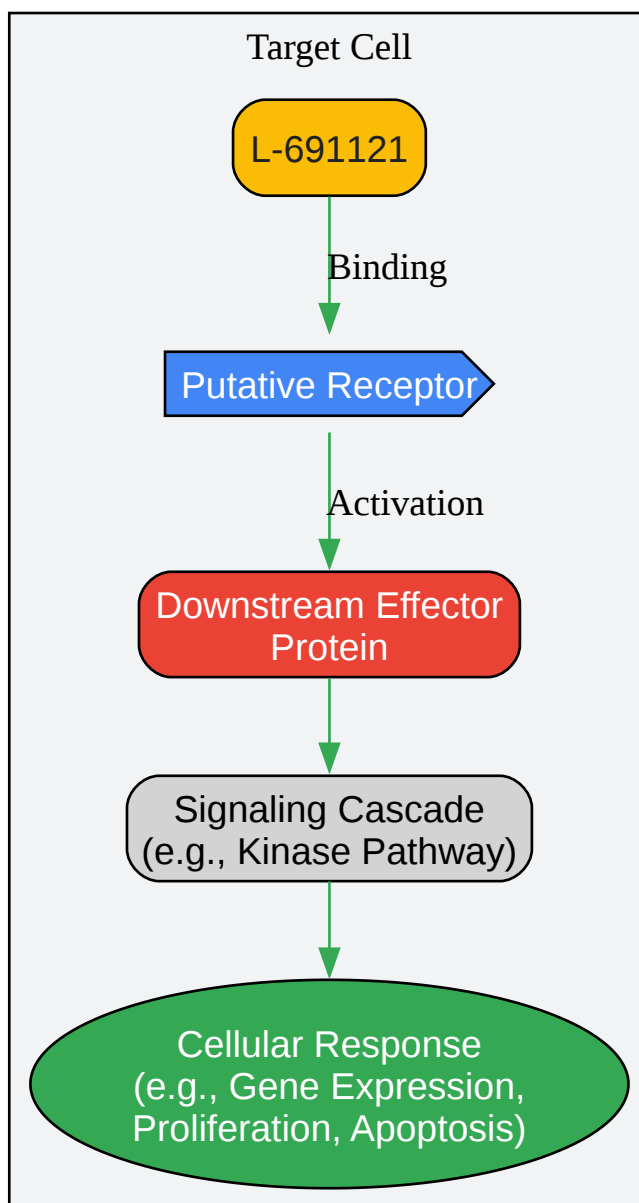 Target Cell
L-691121
Binding
Putative Receptor
Activation
Downstream Effector
Protein
Signaling Cascade
(e.g., Kinase Pathway)
Cellular Response
(e.g., Gene Expression,
Proliferation, Apoptosis)